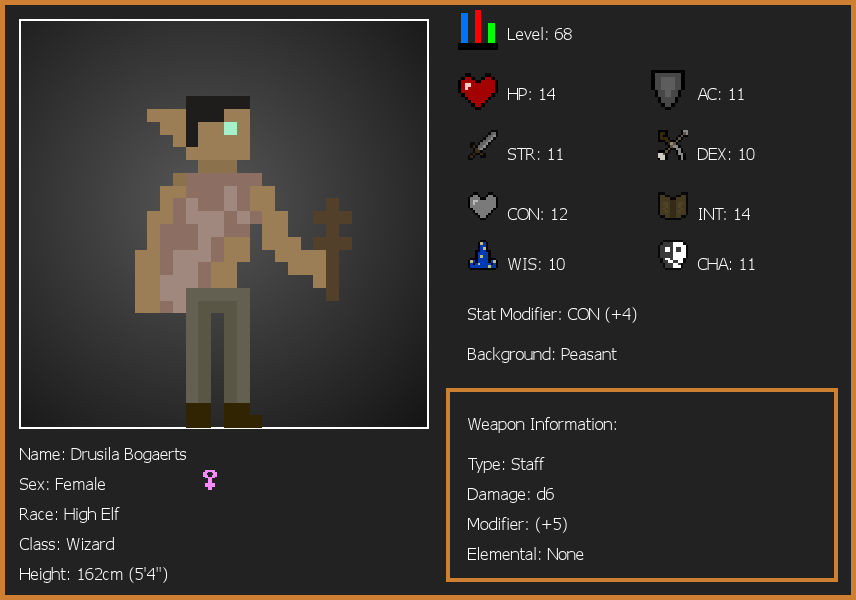 Level: 68
HP: 14
AC: 11
STR: 11
DEX: 10
CON: 12
INT: 14
WIS: 10
CHA: 11
Stat Modifier: CON (+4)
Background: Peasant
Weapon Information:
Type: Staff
Damage: d6
Modifier: (+5)
Elemental: None
Name: Drusila Bogaerts
Sex: Female
Race: High Elf
Class: Wizard
Height: 162cm (5'4")